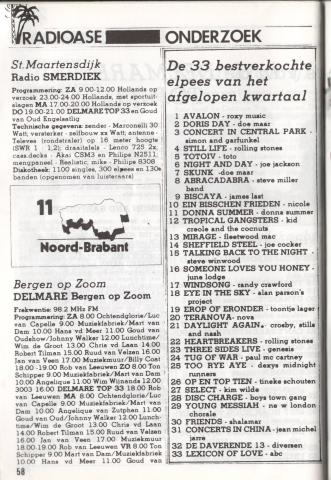 RADIOASE ONDERZOEK
St.Maartensdijk
Radio SMERDIEK
Programmering: ZA 9.00-12.00 Hollands op
verzoek 23.00-24.00 Hollands, met sportuit-
slagen MA 17.00-20.00 Hollands op verzoek
DO 19.00-21.00 DELMARE TOP 33 en Goud
van Oud Engelstalig
Technische gegevens: zender - Marconelli 30
Watt, versterker - zelfbouw xx Watt; antenne -
Televes (rondstraler) op 16 meter hoogte
(SWR 1 : 1,2); draaitafels - Lenco 725 2x,
cass.decks - Akai CSM3 en Philips N2511,
mengpaneel - Realistic; mike - Philips 8308
Diskotheek: 1100 singles, 300 elpees en 130
banden (opgenomen van luisteraars)
11
Noord-Brabant
Bergen op Zoom
DELMARE Bergen op Zoom
Frekwentie: 98.2 MHz FM
Programmering: ZA 8.00 Ochtendglorie/Luc
van Capelle 9.00 Muziekfabriek/Mart van
Dam 10.00 Hans vd Meer 11.00 Goud van
Oudshow/Johnny Walker 12.00 Lunchtime/
Wim de Groot 13.00 Chris vd Laan 14.00
Robert Tilman 15.00 Ruud van Velzen 16.00
Jan van Veen 17.00 Muziekmuur/Billy Cost
18.00-19.00 Rob van Leeuwen ZO 8.00 Ton
Schipper 9.00 Muziekfabriek/Mart van Dam
10.00 Angelique 11.00 Wim Wijnands 12.00
3003 16.00 DELMARE TOP 33 18.00 Rob
van Leeuwen MA 8.00 Ochtendglorie/Luc
van Capelle 9.00 Muziekfabriek/Mart van
Dam 10.00 Angelique van Zutphen 11.00
Goud van Oud/Johnny Walker 12.00 Lunch-
time/Wim de Groot 13.00 Chris vd Laan
14.00 Robert Tilman 15.00 Ruud van Velzen
16.00 Jan van Veen 17.00 Muziekmuur
18.00-19.00 Rob van Leeuwen VR 8.00 Ton
Schipper 9.00 Mart van Dam/Muziekfabriek
10.00 Hans vd Meer 11.00 Goud van
58
De 33 bestverkochte
elpees van het
afgelopen kwartaal
1 AVALON - roxy music
2 DORIS DAY - doe maar
3 CONCERT IN CENTRAL PARK -
simon and garfunkel
4 STILL LIFE - rolling stones
5 TOTO IV - toto
6 NIGHT AND DAY - joe jackson
7 SKUNK - doe maar
8 ABRACADABRA - steve miller
band
9 BISCAYA - james last
10 EIN BISSCHEN FRIEDEN - nicole
11 DONNA SUMMER - donna summer
12 TROPICAL GANGSTERS - kid
creole and the coconuts
13 MIRAGE - fleetwood mac
14 SHEFFIELD STEEL - joe cocker
15 TALKING BACK TO THE NIGHT -
steve winwood
16 SOMEONE LOVES YOU HONEY -
june lodge
17 WINDSONG - randy crawford
18 EYE IN THE SKY - alan parson's
project
19 EROP OF ERONDER - toontje lager
20 TERANOVA - nova
21 DAYLIGHT AGAIN - crosby, stills
and nash
22 HEARTBREAKERS - rolling stones
23 THREE SIDES LIVE - genesis
24 TUG OF WAR - paul mc cartney
25 TOO RYE AYE - dexys midnight
runners
26 OP EN TOP TIEN - tineke schouten
27 SELECT - kim wilde
28 DISC CHARGE - boys town gang
29 YOUNG MESSIAH - new london
chorale
30 FRIENDS - shalamar
31 CONCERTS IN CHINA - jean michel
jarre
32 DE DAVERENDE 13 - diversen
33 LEXICON OF LOVE - abc